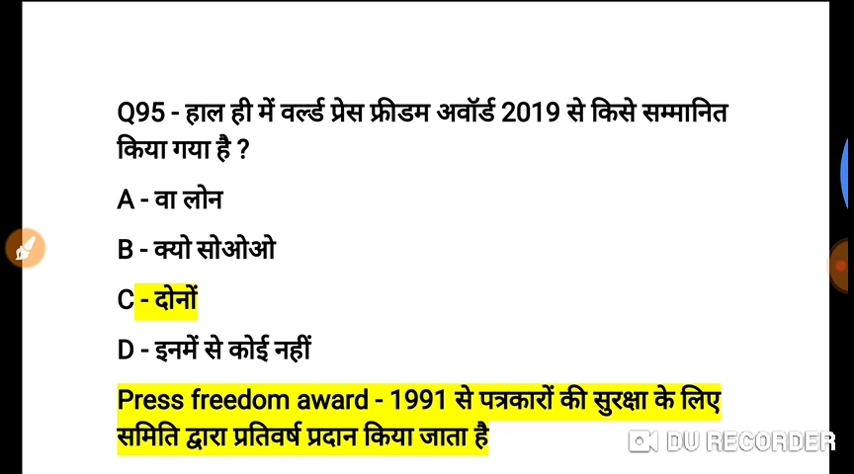 Q95 - हाल ही में वर्ल्ड प्रेस फ्रीडम अवॉर्ड 2019 से किसे सम्मानित
किया गया है ?
A - वा लोन
B - क्यो सोओओ
C - दोनों
D - इनमें से कोई नहीं
Press freedom award - 1991 से पत्रकारों की सुरक्षा के लिए
समिति द्वारा प्रतिवर्ष प्रदान किया जाता है
DU RECORDER